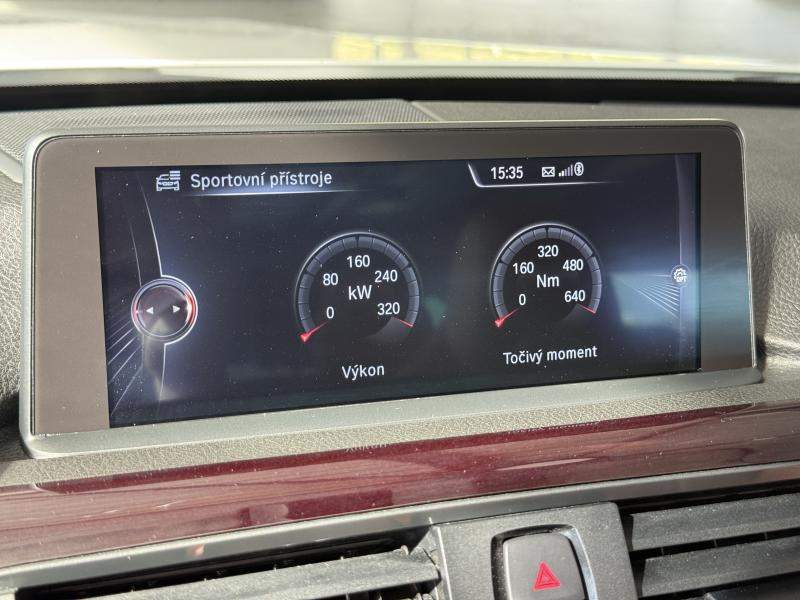 Sportovní přístroje
15:35
160
80 240
kW
0 320
Výkon
320
160 480
Nm
0 640
Točivý moment
OPT